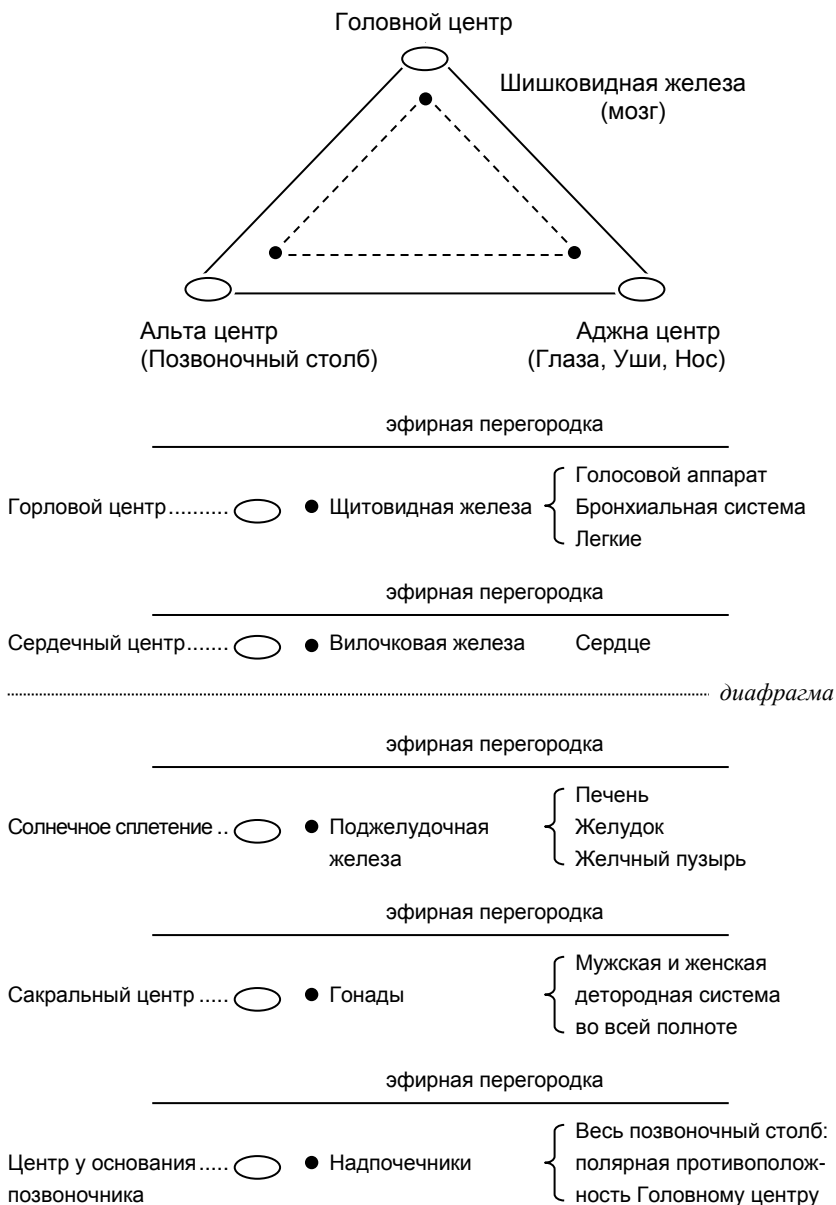 Головной центр
Шишковидная железа
(мозг)
Альта центр
(Позвоночный столб)
Аджна центр
(Глаза, Уши, Нос)
эфирная перегородка
Горловой центр.......... Щитовидная железа
Голосовой аппарат
Бронхиальная система
Легкие
эфирная перегородка
Сердечный центр....... Вилочковая железа Сердце
диафрагма
эфирная перегородка
Солнечное сплетение .. Поджелудочная
железа
Печень
Желудок
Желчный пузырь
эфирная перегородка
Сакральный центр ..... Гонады
Мужская и женская
детородная система
во всей полноте
эфирная перегородка
Центр у основания ..... Надпочечники
позвоночника
Весь позвоночный столб:
полярная противополож-
ность Головному центру